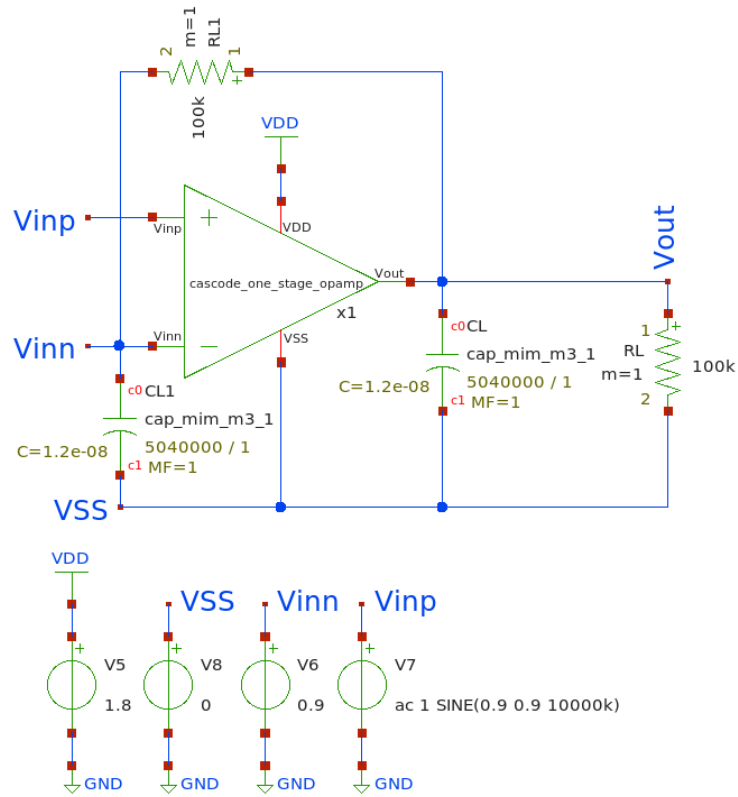 m=1
RL1
2
1
+
100k
VDD
Vinp
Vinp
+
VDD
cascode_one_stage_opamp
Vout
x1
Vout
Vinn
Vinn
−
VSS
c0 CL1
cap_mim_m3_1
C=1.2e-08
5040000 / 1
c1 MF=1
c0 CL
cap_mim_m3_1
C=1.2e-08
5040000 / 1
c1 MF=1
1 +
RL
m=1
100k
2
VSS
VDD
+ V5
1.8
GND
VSS
+ V8
0
GND
Vinn
+ V6
0.9
GND
Vinp
+ V7
ac 1 SINE(0.9 0.9 10000k)
GND